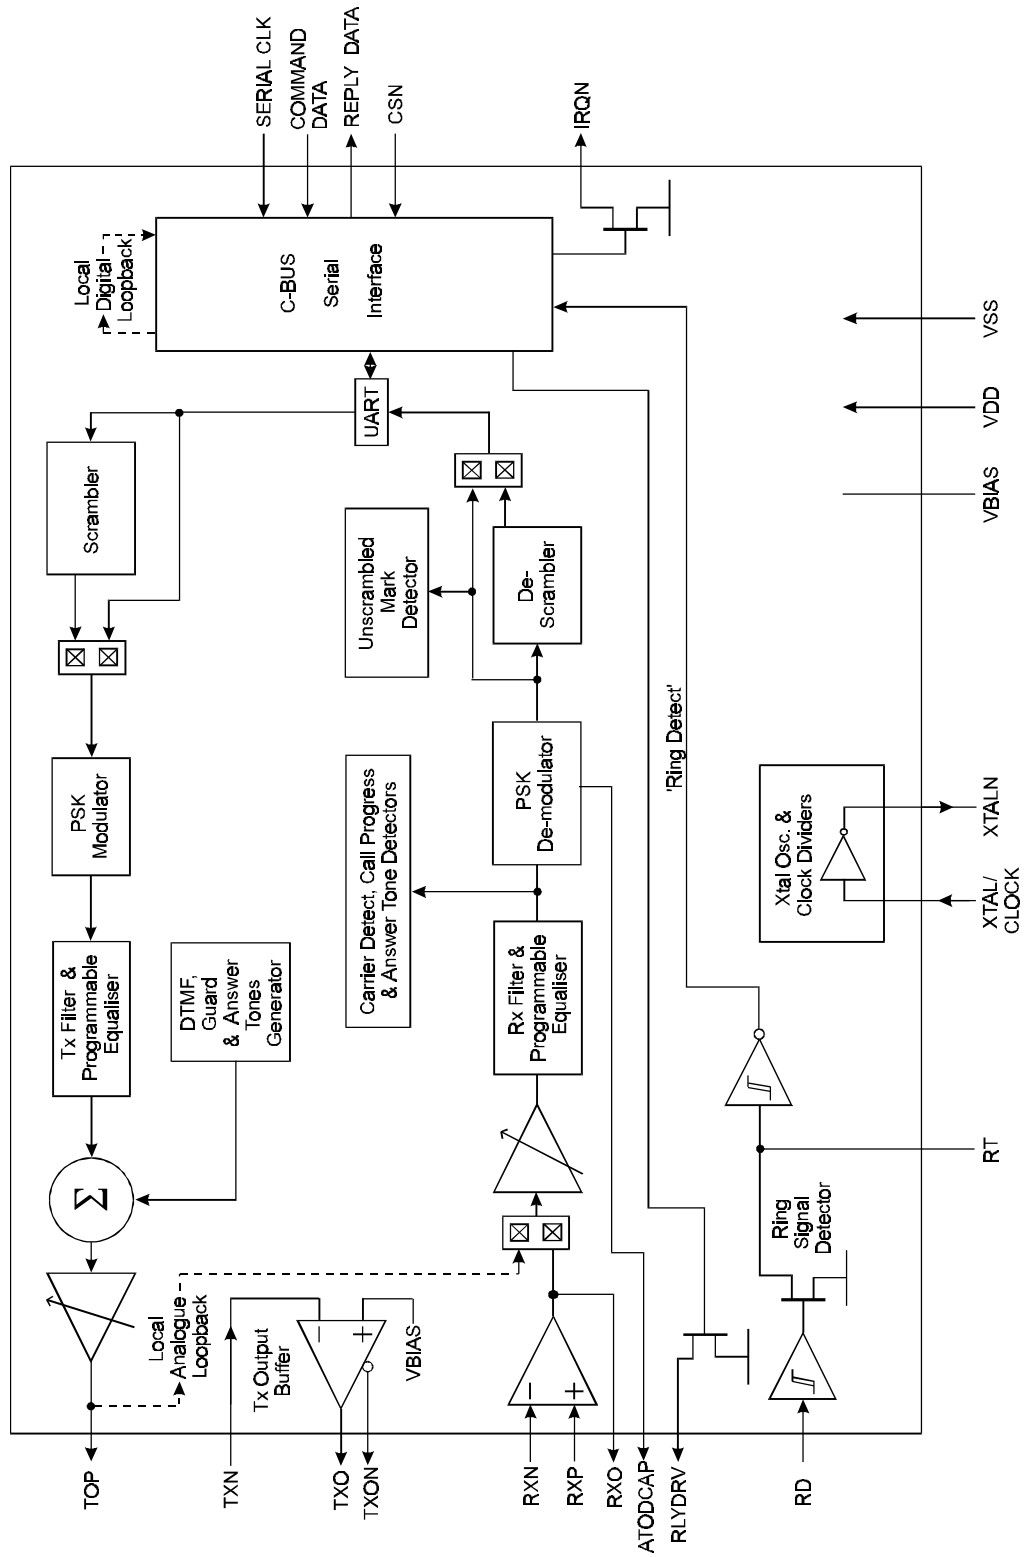 SERIAL CLK
COMMAND
DATA
REPLY DATA
CSN
IRQN
Local
Digital
Loopback
C-BUS
Serial
Interface
UART
Scrambler
Unscrambled
Mark
Detector
De-
Scrambler
PSK
Modulator
Carrier Detect, Call Progress
& Answer Tone Detectors
PSK
De-modulator
'Ring Detect'
VSS
VDD
VBIAS
Xtal Osc. &
Clock Dividers
XTALN
XTAL/
CLOCK
Tx Filter &
Programmable
Equaliser
DTMF,
Guard
& Answer
Tones
Generator
Rx Filter &
Programmable
Equaliser
Σ
RT
Ring
Signal
Detector
Local
Analogue
Loopback
Tx Output
Buffer
− +
VBIAS
− +
TOP
TXN
TXO
TXON
RXN
RXP
RXO
ATODCAP
RLYDRV
RD